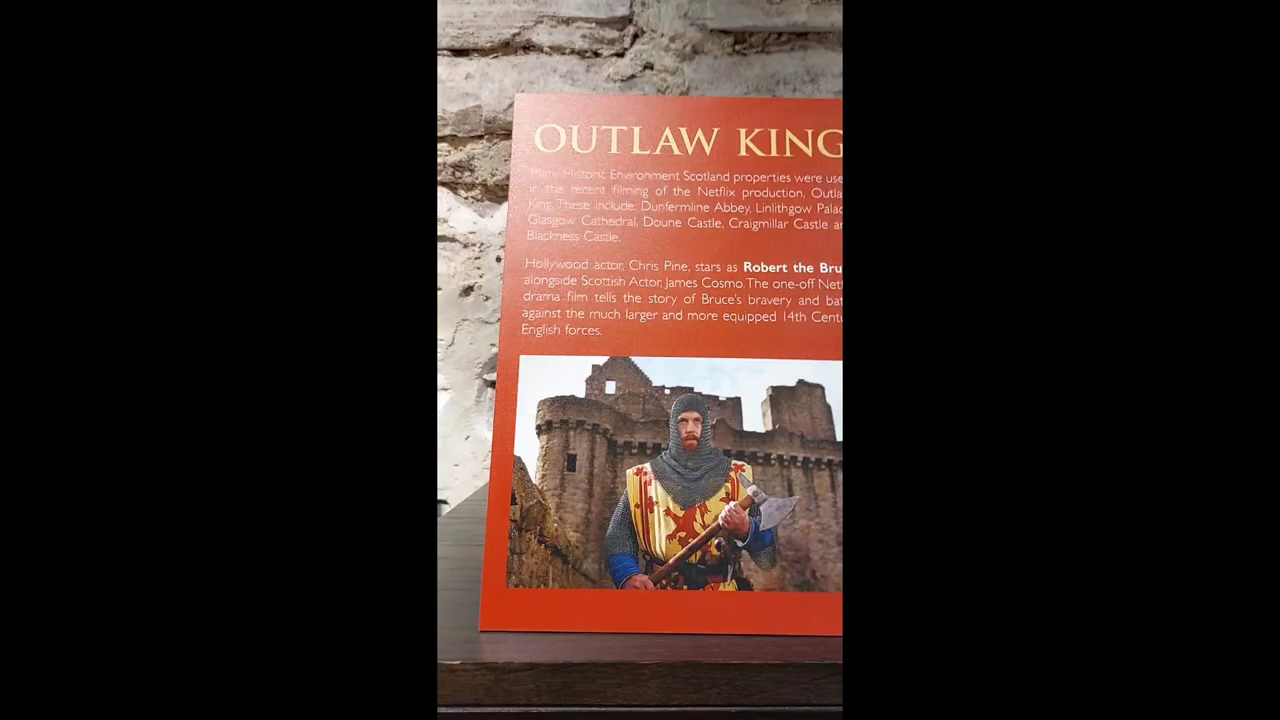 OUTLAW KING
Many Historic Environment Scotland properties were use
in the recent filming of the Netflix production, Outla
King. These include: Dunfermline Abbey, Linlithgow Palac
Glasgow Cathedral, Doune Castle, Craigmillar Castle an
Blackness Castle.
Hollywood actor, Chris Pine, stars as Robert the Bru
alongside Scottish Actor, James Cosmo. The one-off Netf
drama film tells the story of Bruce's bravery and bat
against the much larger and more equipped 14th Centu
English forces.